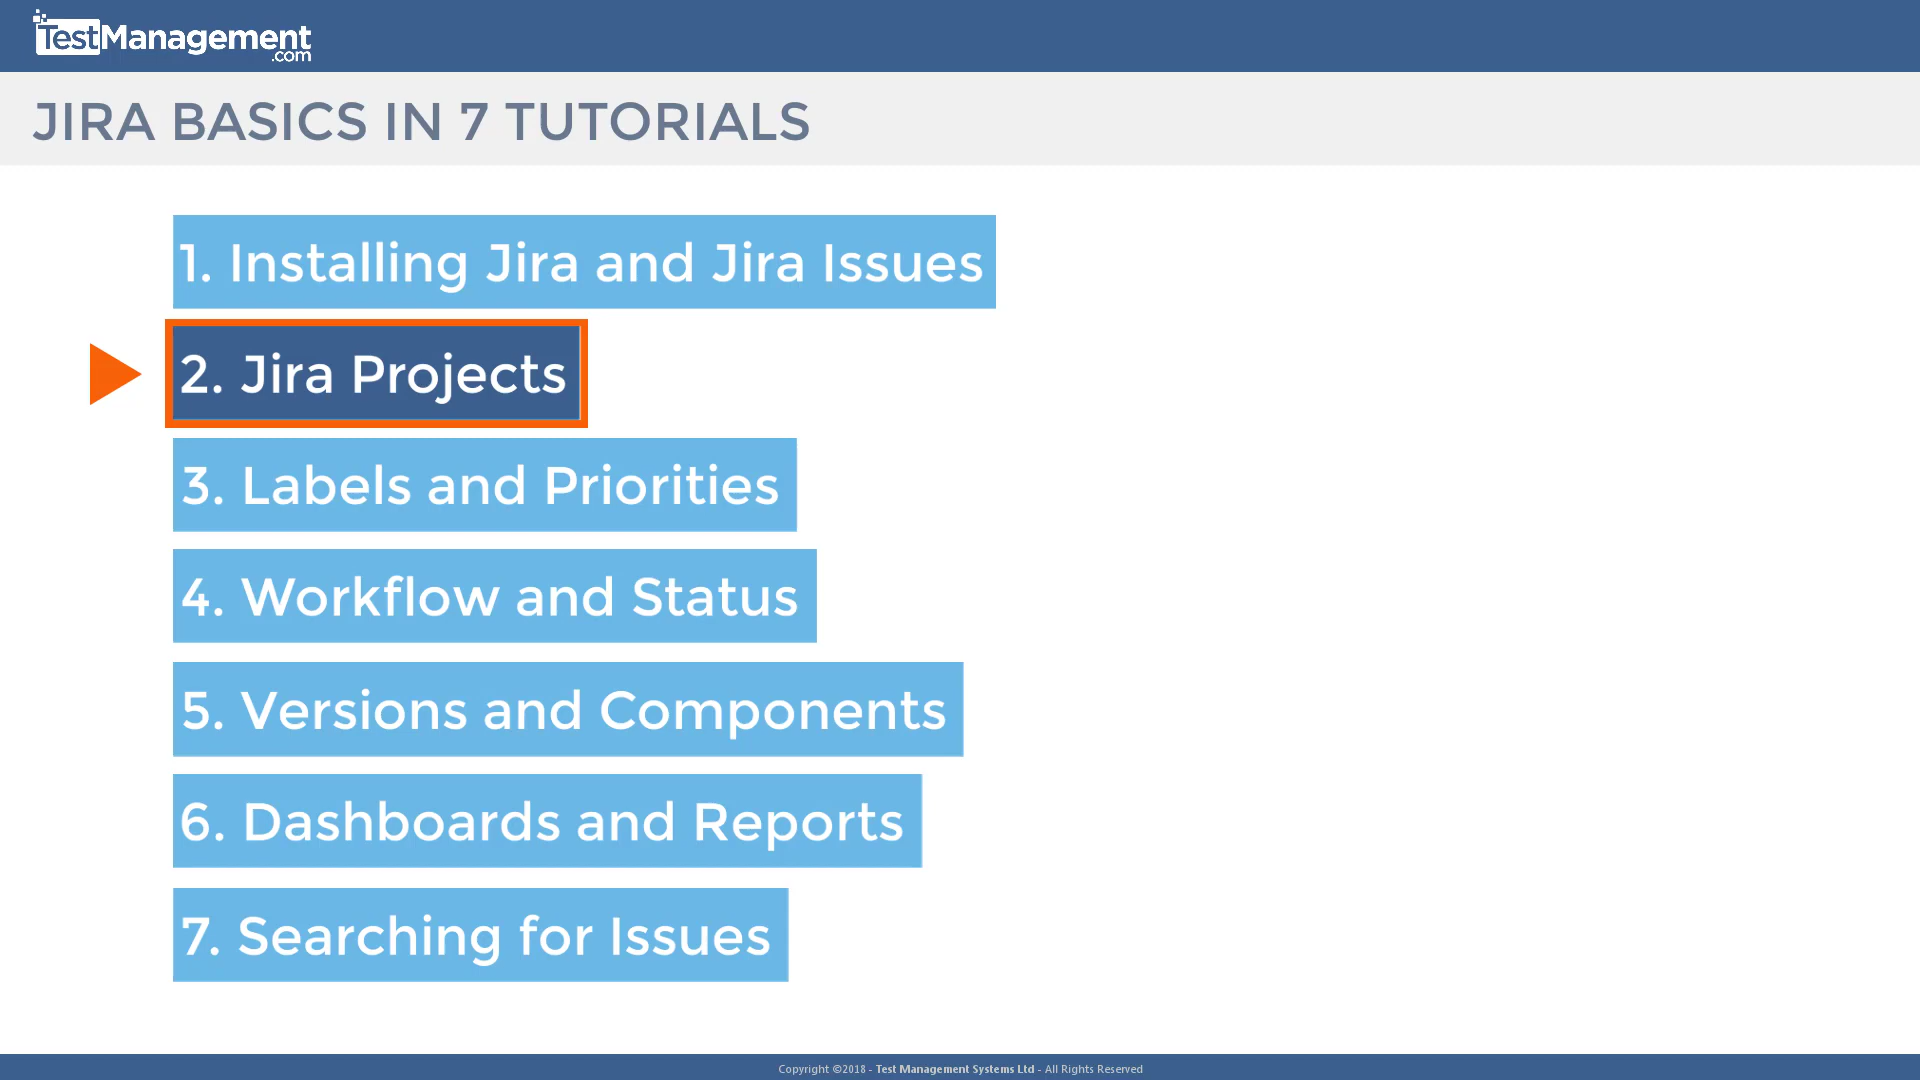 TestManagement
.com
JIRA BASICS IN 7 TUTORIALS
1. Installing Jira and Jira Issues
2. Jira Projects
3. Labels and Priorities
4. Workflow and Status
5. Versions and Components
6. Dashboards and Reports
7. Searching for Issues
Copyright ©2018 - Test Management Systems Ltd - All Rights Reserved